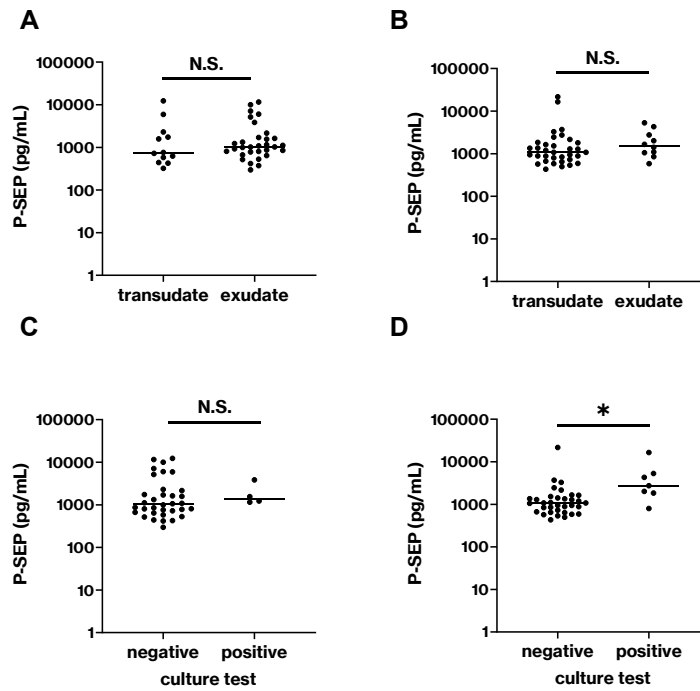 A
N.S.
100000
10000
1000
100
10
1
P-SEP (pg/mL)
transudate exudate
B
N.S.
100000
10000
1000
100
10
1
P-SEP (pg/mL)
transudate exudate
C
N.S.
100000
10000
1000
100
10
1
P-SEP (pg/mL)
negative positive
culture test
D
*
100000
10000
1000
100
10
1
P-SEP (pg/mL)
negative positive
culture test